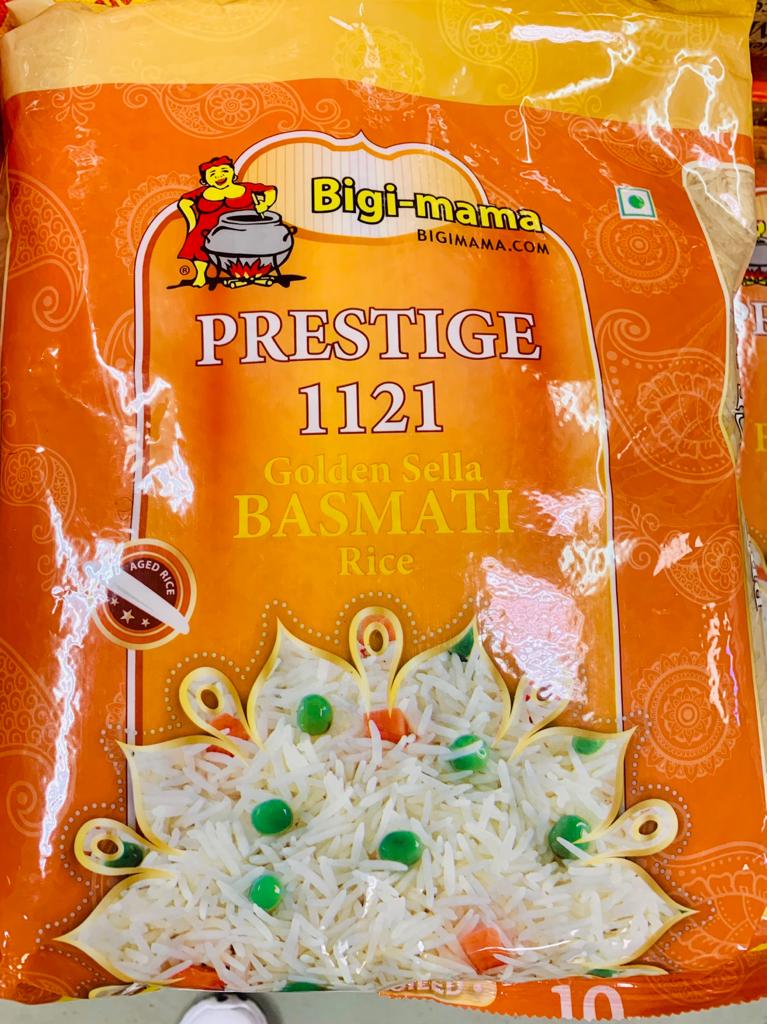 Bigi-mama
BIGIMAMA.COM
®
PRESTIGE
1121
Golden Sella
BASMATI
Rice
AGED RICE
10